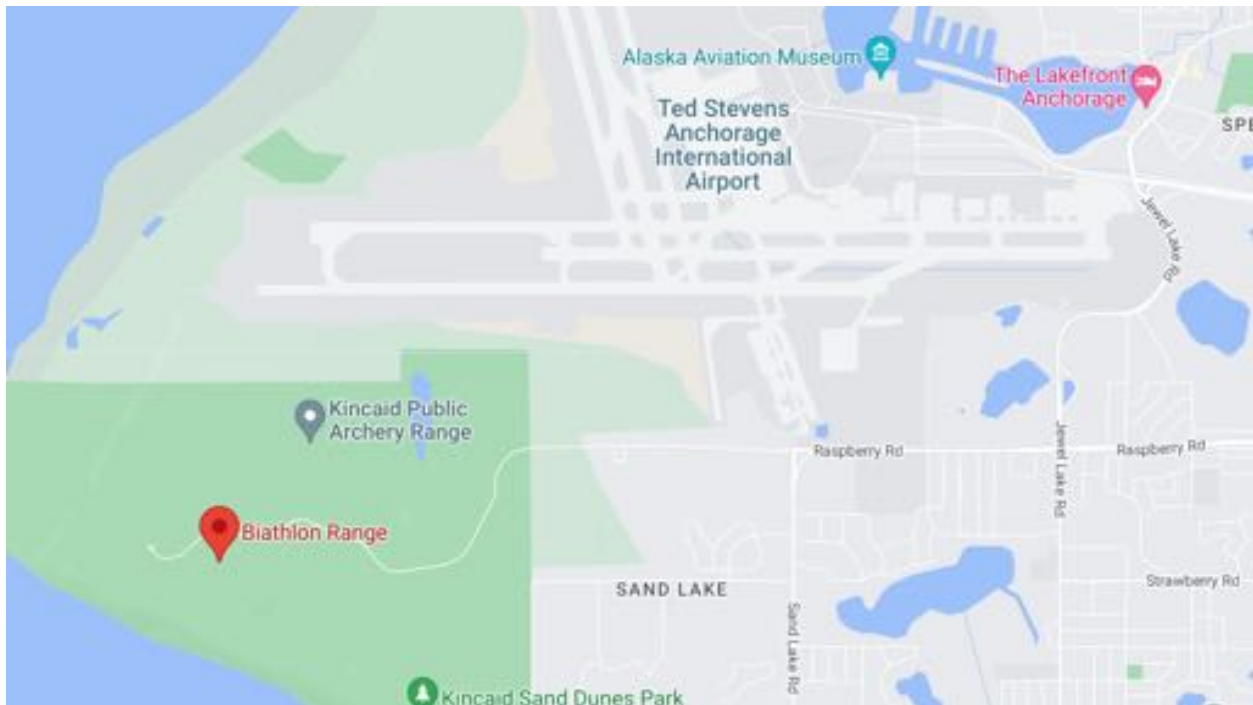 Alaska Aviation Museum
The Lakefront
Anchorage
Ted Stevens
Anchorage
International
Airport
SPE
Jewel Lake Rd
Kincaid Public
Archery Range
Raspberry Rd
Raspberry Rd
Jewel Lake Rd
Biathlon Range
SAND LAKE
Strawberry Rd
Sand Lake Rd
Kincaid Sand Dunes Park